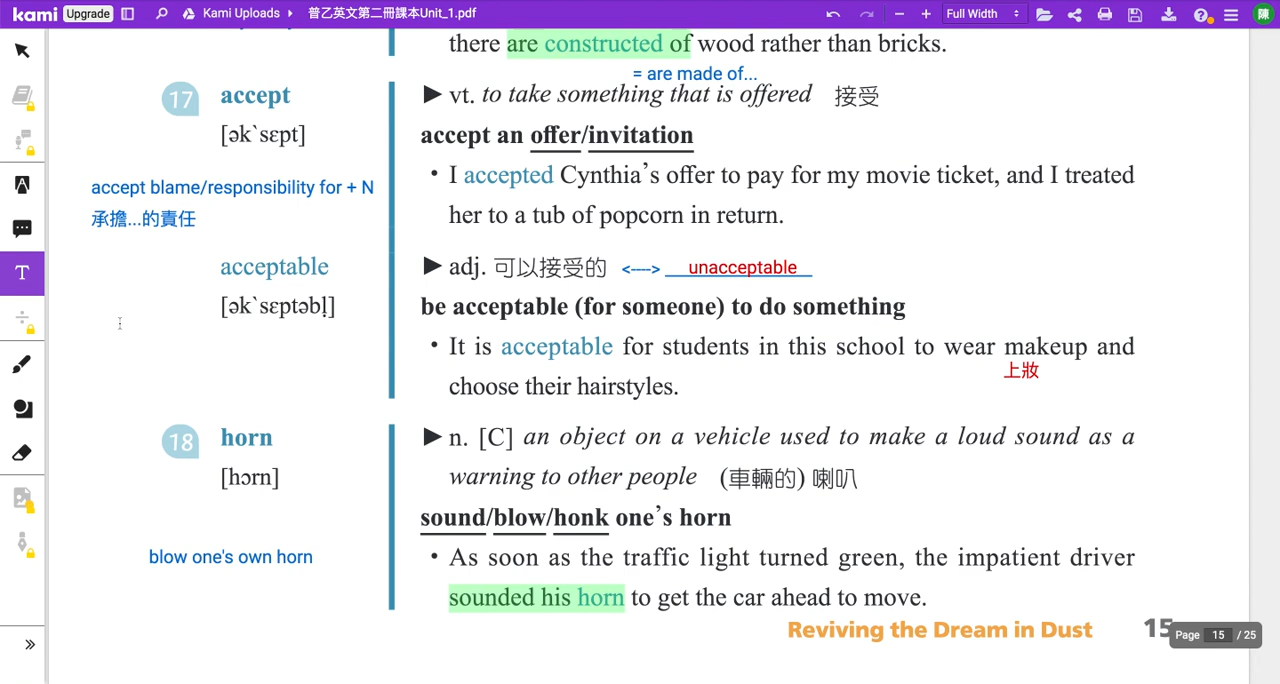 kami Upgrade Kami Uploads 普乙英文第二冊課本Unit_1.pdf Full Width 陳
there are constructed of wood rather than bricks.
= are made of...
17 accept ▶ vt. to take something that is offered 接受
[əkˋsɛpt] accept an offer/invitation
accept blame/responsibility for + N
承擔...的責任
• I accepted Cynthia's offer to pay for my movie ticket, and I treated
her to a tub of popcorn in return.
acceptable ▶ adj. 可以接受的 <----> unacceptable
[əkˋsɛptəbḷ] be acceptable (for someone) to do something
• It is acceptable for students in this school to wear makeup and
上妝
choose their hairstyles.
18 horn ▶ n. [C] an object on a vehicle used to make a loud sound as a
[hɔrn] warning to other people (車輛的) 喇叭
sound/blow/honk one's horn
blow one's own horn
• As soon as the traffic light turned green, the impatient driver
sounded his horn to get the car ahead to move.
Reviving the Dream in Dust 15
Page 15 / 25